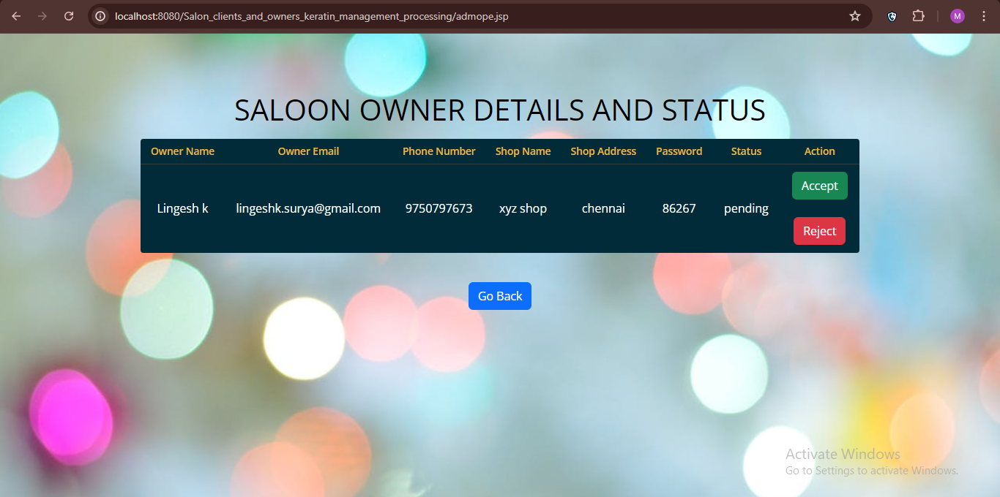 localhost:8080/Salon_clients_and_owners_keratin_management_processing/admope.jsp
M
SALOON OWNER DETAILS AND STATUS
Owner Name Owner Email Phone Number Shop Name Shop Address Password Status Action
Lingesh k lingeshk.surya@gmail.com 9750797673 xyz shop chennai 86267 pending
Accept
Reject
Go Back
Activate Windows
Go to Settings to activate Windows.